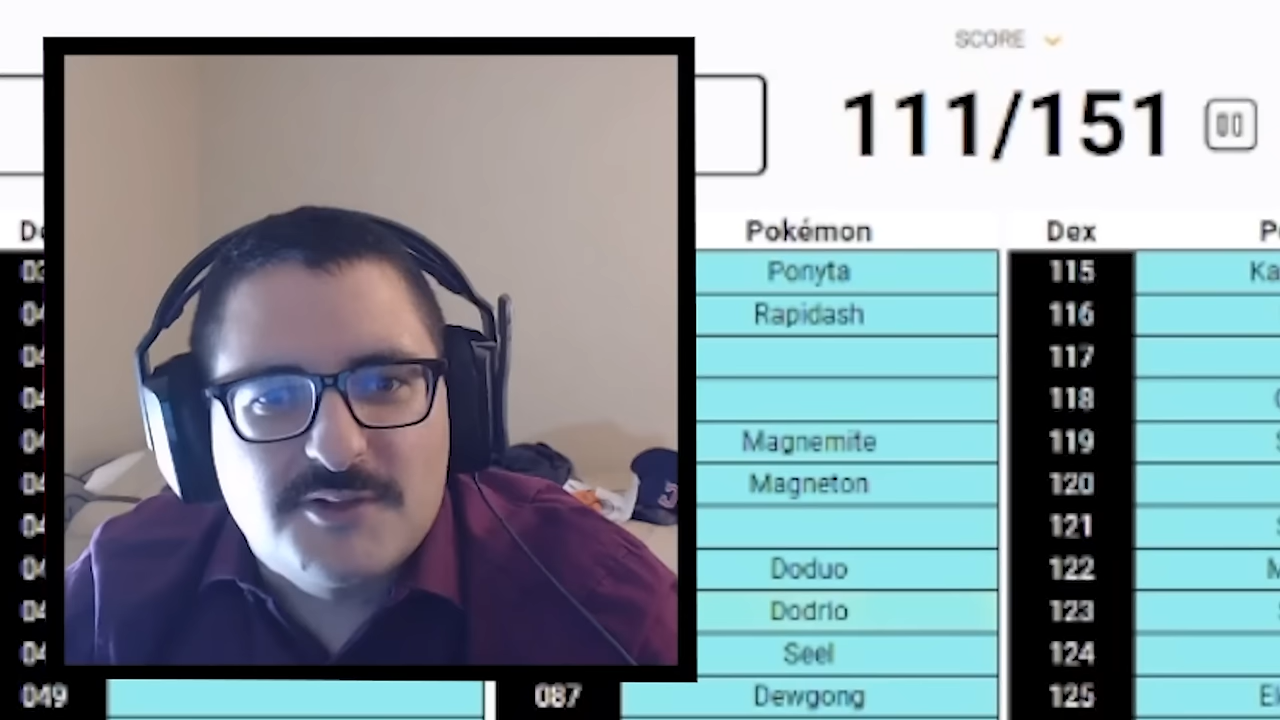 SCORE
111/151
Pokémon Dex
Ponyta 115
Rapidash 116
117
118
Magnemite 119
Magneton 120
121
Doduo 122
Dodrio 123
Seel 124
049 087 Dewgong 125